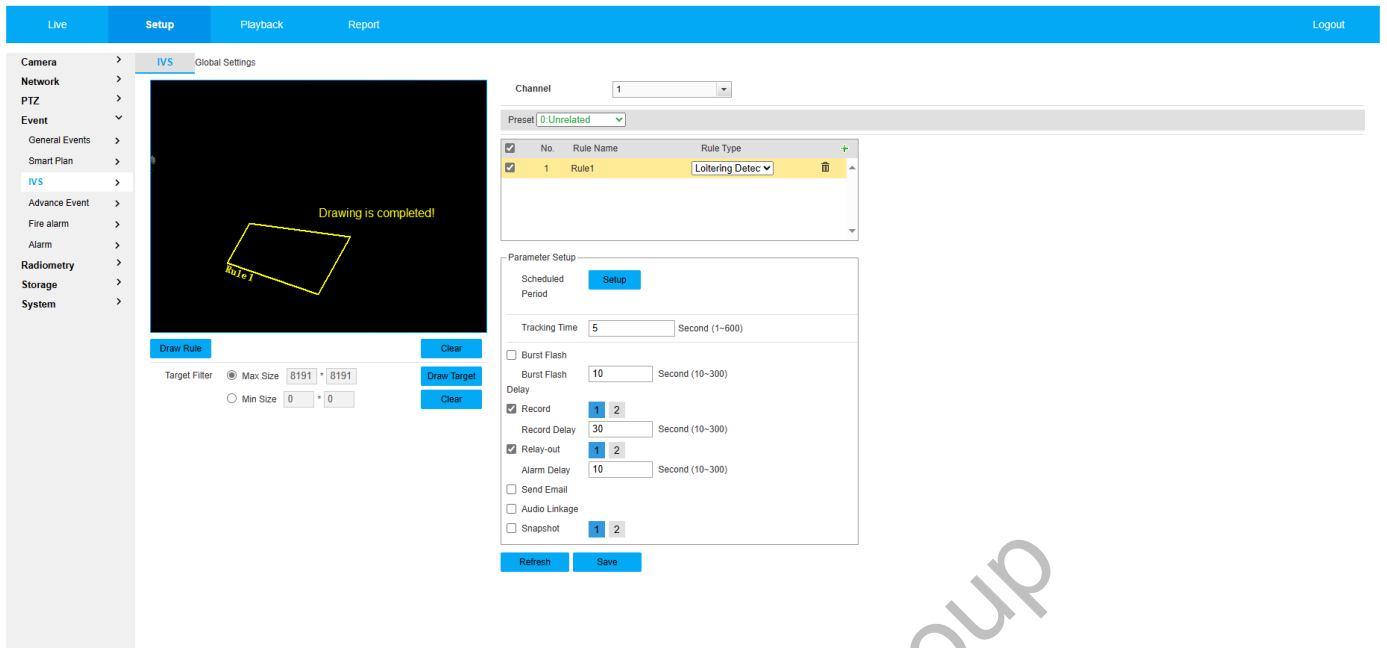 Live Setup Playback Report Logout
Camera
Network
PTZ
Event
General Events
Smart Plan
IVS
Advance Event
Fire alarm
Alarm
Radiometry
Storage
System
IVS Global Settings
Drawing is completed!
Rule1
Draw Rule Clear
Target Filter Max Size 8191 * 8191 Draw Target
Min Size 0 * 0 Clear
Channel 1
Preset 0:Unrelated
No. Rule Name Rule Type +
1 Rule1 Loitering Detec
Parameter Setup
Scheduled Setup
Period
Tracking Time 5 Second (1~600)
Burst Flash
Burst Flash 10 Second (10~300)
Delay
Record 1 2
Record Delay 30 Second (10~300)
Relay-out 1 2
Alarm Delay 10 Second (10~300)
Send Email
Audio Linkage
Snapshot 1 2
Refresh Save
oup